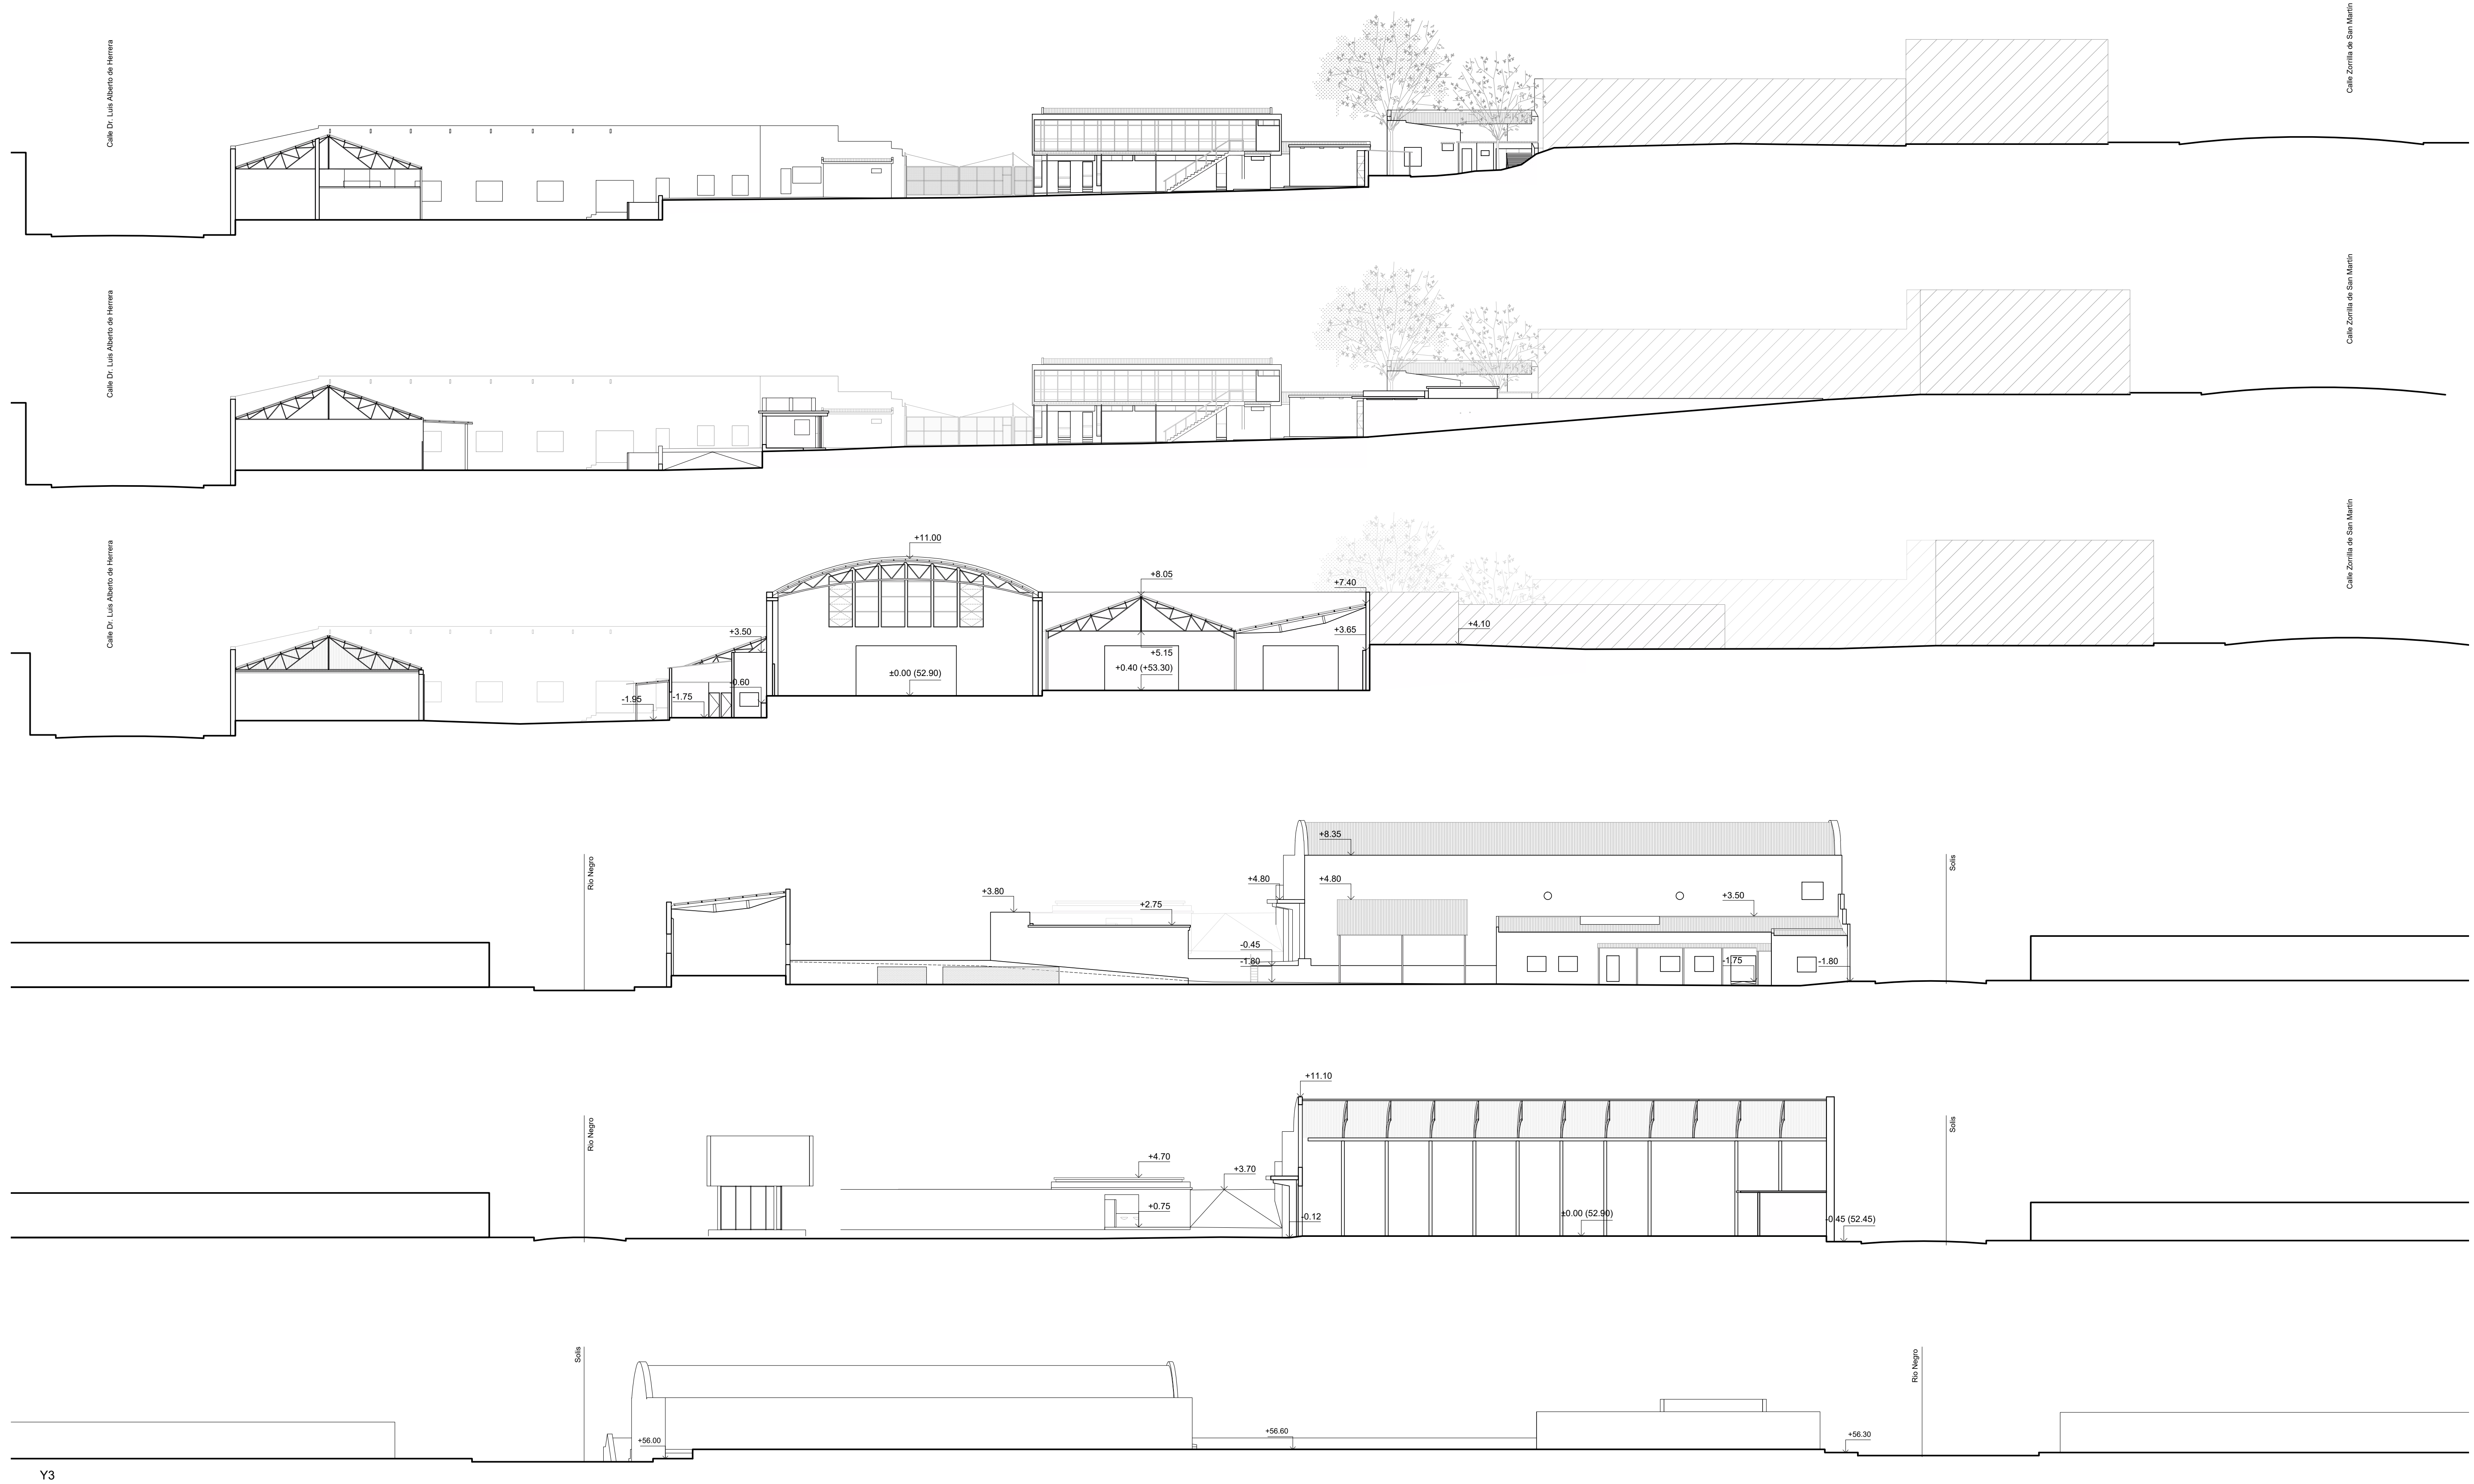 Calle Dr. Luis Alberto de Herrera
Calle Zorrilla de San Martín
Calle Dr. Luis Alberto de Herrera
Calle Zorrilla de San Martín
Calle Dr. Luis Alberto de Herrera
+11.00
+8.05
+7.40
+3.50
+3.65
+4.10
+5.15
±0.00 (52.90)
+0.40 (+53.30)
-0.60
-1.95
-1.75
Calle Zorrilla de San Martín
Rio Negro
+8.35
+3.80
+4.80
+4.80
+2.75
+3.50
-0.45
-1.80
-1.75
-1.80
Solis
Rio Negro
+11.10
+4.70
+3.70
+0.75
-0.12
±0.00 (52.90)
-0.45 (52.45)
Solis
Solis
+56.00
+56.60
+56.30
Rio Negro
Y3